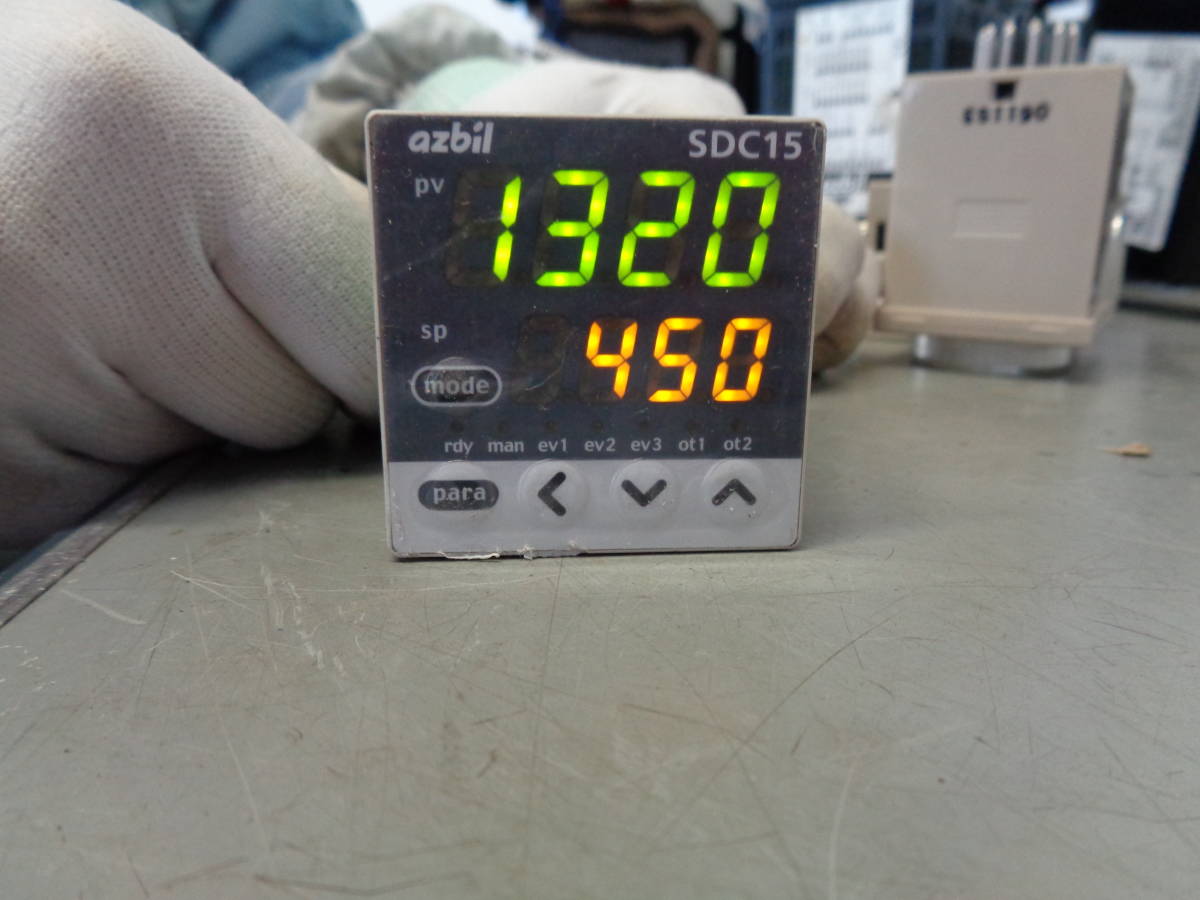 azbil SDC15
pv 1320
sp 450
mode
rdy man ev1 ev2 ev3 ot1 ot2
para